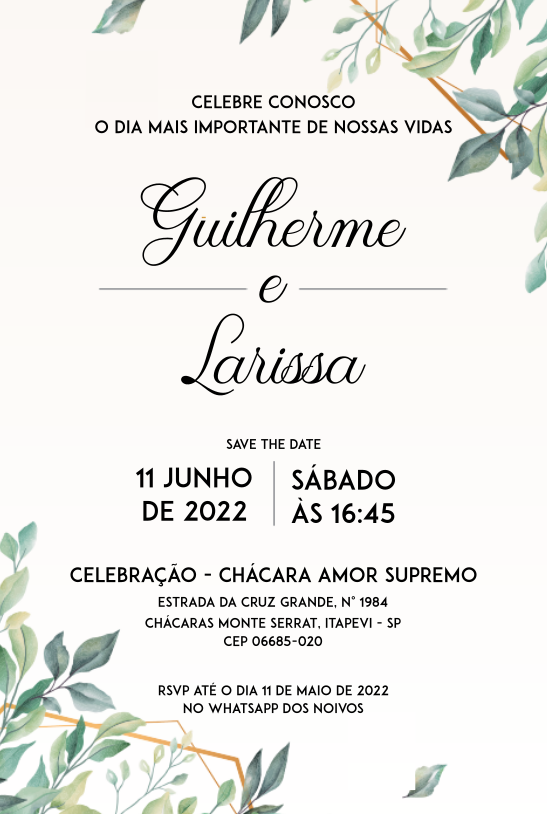 CELEBRE CONOSCO
O DIA MAIS IMPORTANTE DE NOSSAS VIDAS
Guilherme
e
Larissa
SAVE THE DATE
11 JUNHO
DE 2022
SÁBADO
ÀS 16:45
CELEBRAÇÃO - CHÁCARA AMOR SUPREMO
ESTRADA DA CRUZ GRANDE, N° 1984
CHÁCARAS MONTE SERRAT, ITAPEVI - SP
CEP 06685-020
RSVP ATÉ O DIA 11 DE MAIO DE 2022
NO WHATSAPP DOS NOIVOS